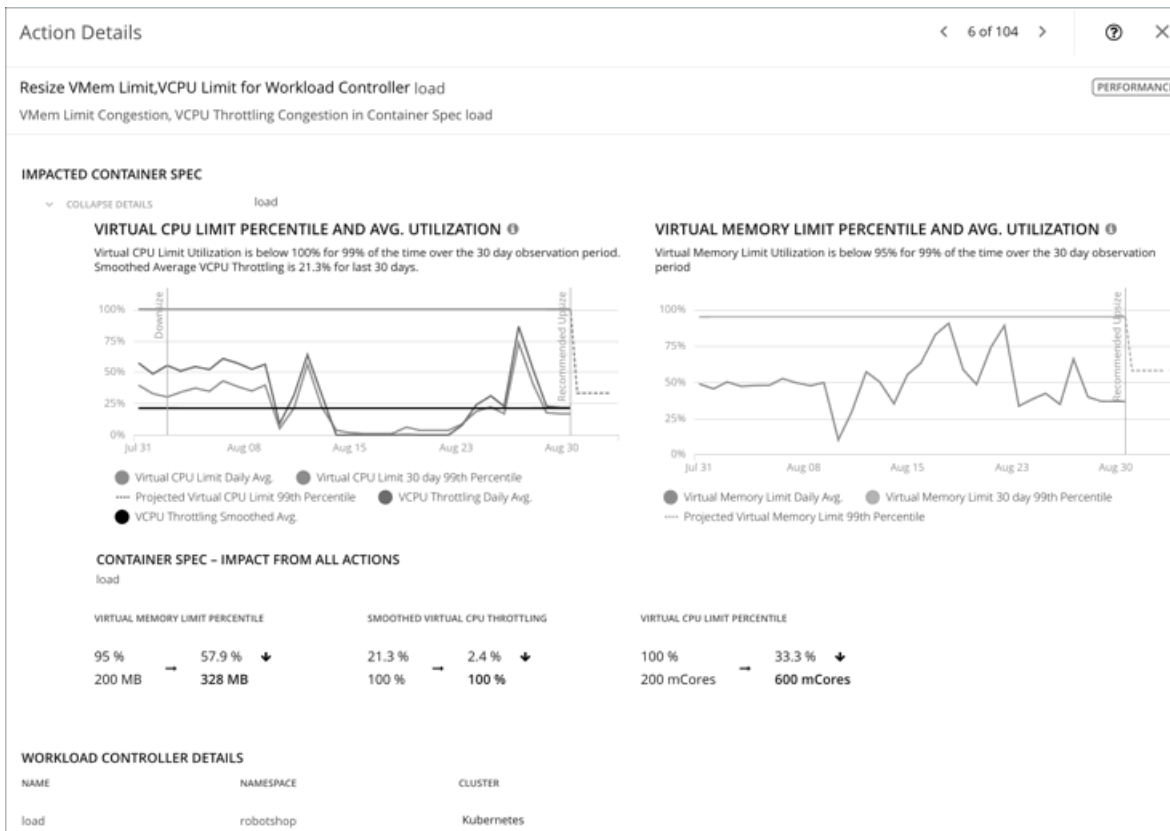 Action Details
6 of 104
Resize VMem Limit,VCPU Limit for Workload Controller load
PERFORMANC
VMem Limit Congestion, VCPU Throttling Congestion in Container Spec load
IMPACTED CONTAINER SPEC
COLLAPSE DETAILS
load
VIRTUAL CPU LIMIT PERCENTILE AND AVG. UTILIZATION
Virtual CPU Limit Utilization is below 100% for 99% of the time over the 30 day observation period.
Smoothed Average VCPU Throttling is 21.3% for last 30 days.
100%
75%
50%
25%
0%
Downsize
Recommended Upsize
Jul 31
Aug 08
Aug 15
Aug 23
Aug 30
Virtual CPU Limit Daily Avg.
Virtual CPU Limit 30 day 99th Percentile
Projected Virtual CPU Limit 99th Percentile
VCPU Throttling Daily Avg.
VCPU Throttling Smoothed Avg.
VIRTUAL MEMORY LIMIT PERCENTILE AND AVG. UTILIZATION
Virtual Memory Limit Utilization is below 95% for 99% of the time over the 30 day observation
period
100%
75%
50%
25%
0%
Recommended Upsize
Jul 31
Aug 08
Aug 15
Aug 23
Aug 30
Virtual Memory Limit Daily Avg.
Virtual Memory Limit 30 day 99th Percentile
Projected Virtual Memory Limit 99th Percentile
CONTAINER SPEC – IMPACT FROM ALL ACTIONS
load
VIRTUAL MEMORY LIMIT PERCENTILE
95 % → 57.9 %
200 MB 328 MB
SMOOTHED VIRTUAL CPU THROTTLING
21.3 % → 2.4 %
100 % 100 %
VIRTUAL CPU LIMIT PERCENTILE
100 % → 33.3 %
200 mCores 600 mCores
WORKLOAD CONTROLLER DETAILS
NAME NAMESPACE CLUSTER
load robotshop Kubernetes